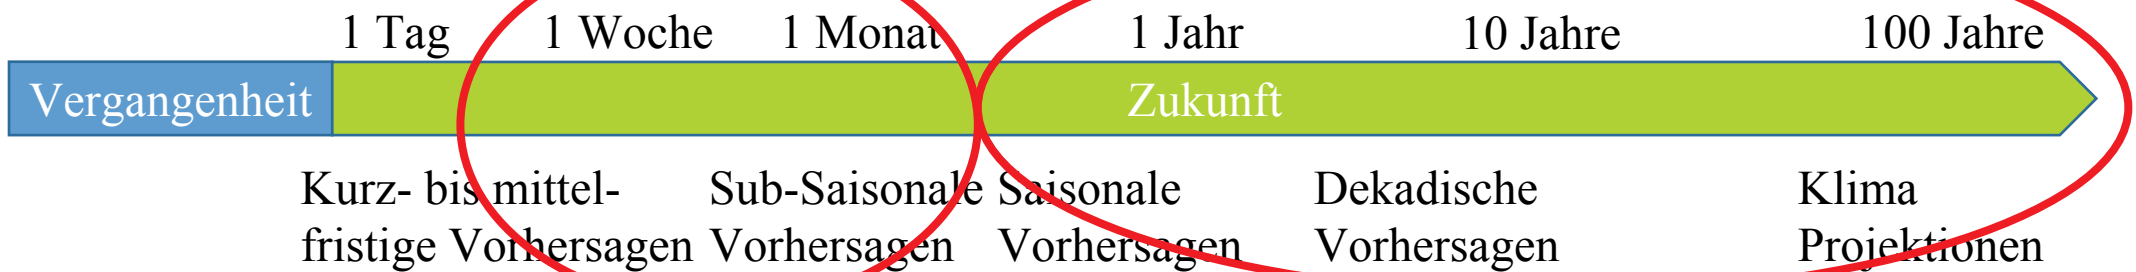 1 Tag 1 Woche 1 Monat 1 Jahr 10 Jahre 100 Jahre
Vergangenheit Zukunft
Kurz- bis mittel- Sub-Saisonale Saisonale Dekadische Klima
fristige Vorhersagen Vorhersagen Vorhersagen Vorhersagen Projektionen